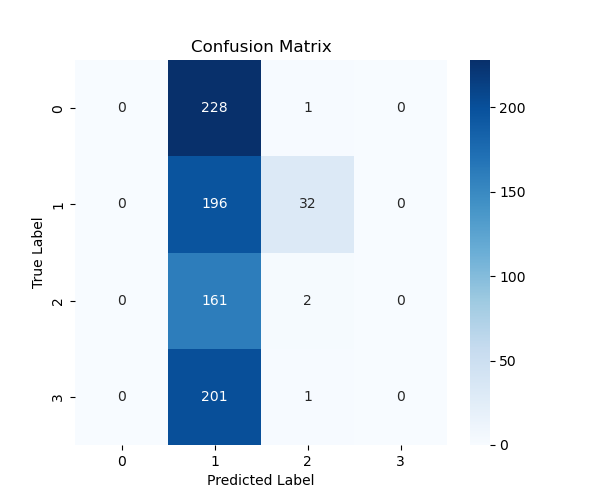 Confusion Matrix
0 0 228 1 0 200
1 0 196 32 0 150
100
2 0 161 2 0
50
3 0 201 1 0
0
0 1 2 3
Predicted Label
True Label